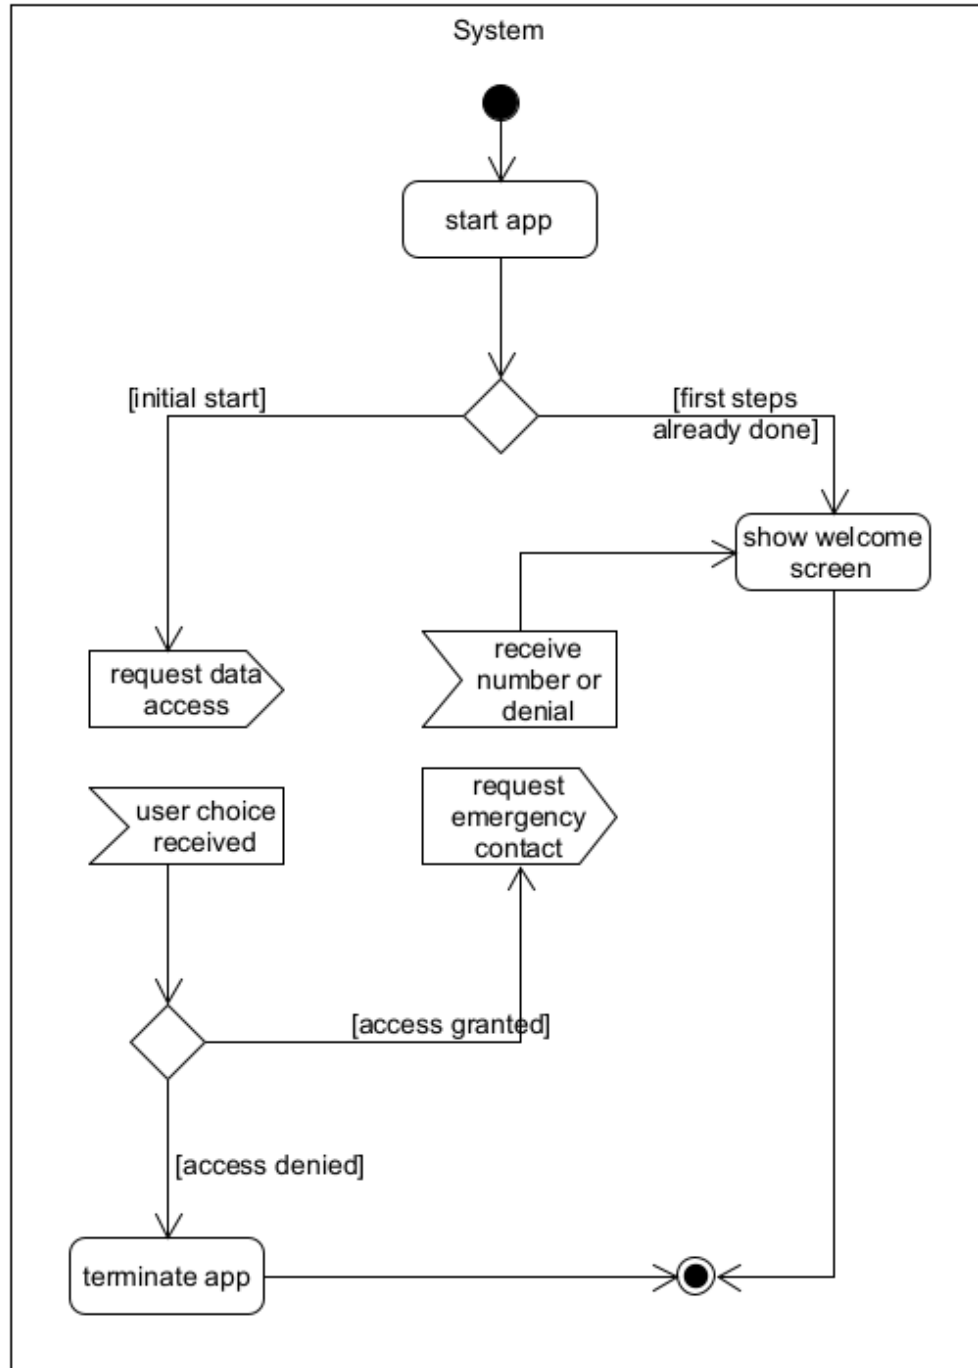 System
start app
[initial start]
[first steps
already done]
show welcome
screen
receive
number or
denial
request data
access
request
emergency
contact
user choice
received
[access granted]
[access denied]
terminate app